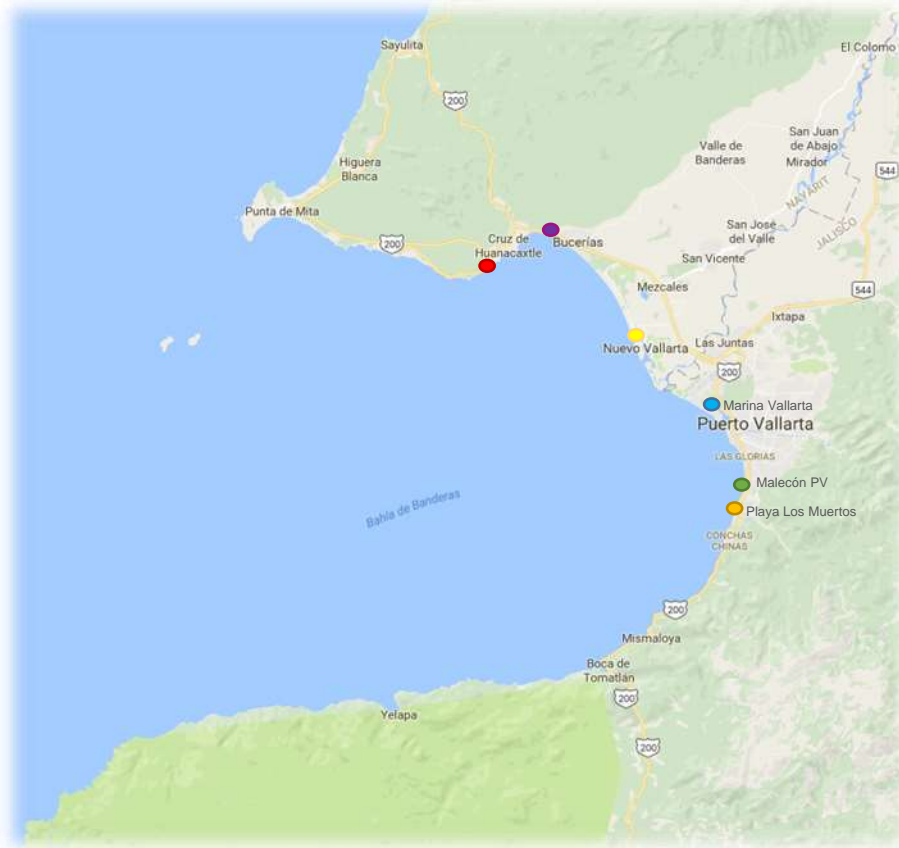 Sayulita
El Colomo
200
San Juan
de Abajo
Mirador
Valle de
Banderas
Higuera
Blanca
544
NAYARIT
Punta de Mita
San José
del Valle
JALISCO
200
Cruz de
Huanacaxtle
Bucerías
San Vicente
Mezcales
544
Ixtapa
Nuevo Vallarta
Las Juntas
200
Marina Vallarta
Puerto Vallarta
LAS GLORIAS
Malecón PV
Bahía de Banderas
Playa Los Muertos
CONCHAS
CHINAS
200
Mismaloya
Boca de
Tomatlán
200
Yelapa
200